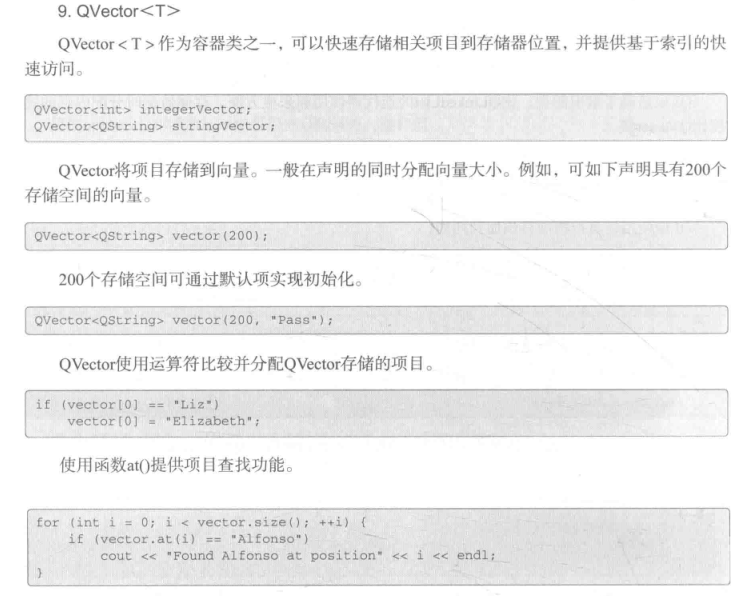 9. QVector<T>
QVector < T > 作为容器类之一，可以快速存储相关项目到存储器位置，并提供基于索引的快
速访问。
QVector<int> integerVector;
QVector<QString> stringVector;
QVector将项目存储到向量。一般在声明的同时分配向量大小。例如，可如下声明具有200个
存储空间的向量。
QVector<QString> vector(200);
200个存储空间可通过默认项实现初始化。
QVector<QString> vector(200, "Pass");
QVector使用运算符比较并分配QVector存储的项目。
if (vector[0] == "Liz")
    vector[0] = "Elizabeth";
使用函数at()提供项目查找功能。
for (int i = 0; i < vector.size(); ++i) {
    if (vector.at(i) == "Alfonso")
        cout << "Found Alfonso at position" << i << endl;
}